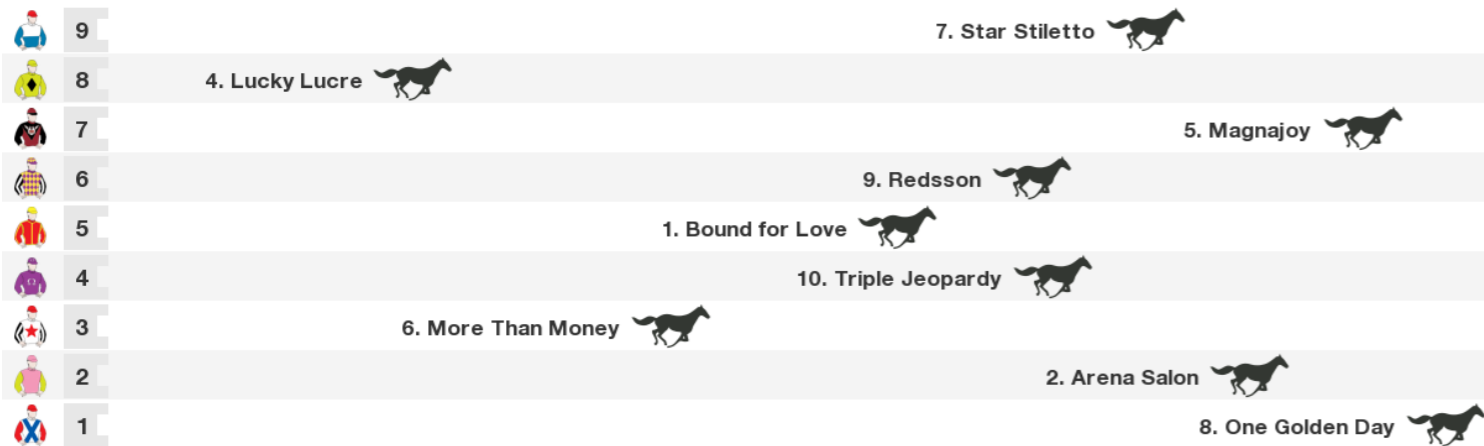 9 7. Star Stiletto
8 4. Lucky Lucre
7 5. Magnajoy
6 9. Redsson
5 1. Bound for Love
4 10. Triple Jeopardy
3 6. More Than Money
2 2. Arena Salon
1 8. One Golden Day